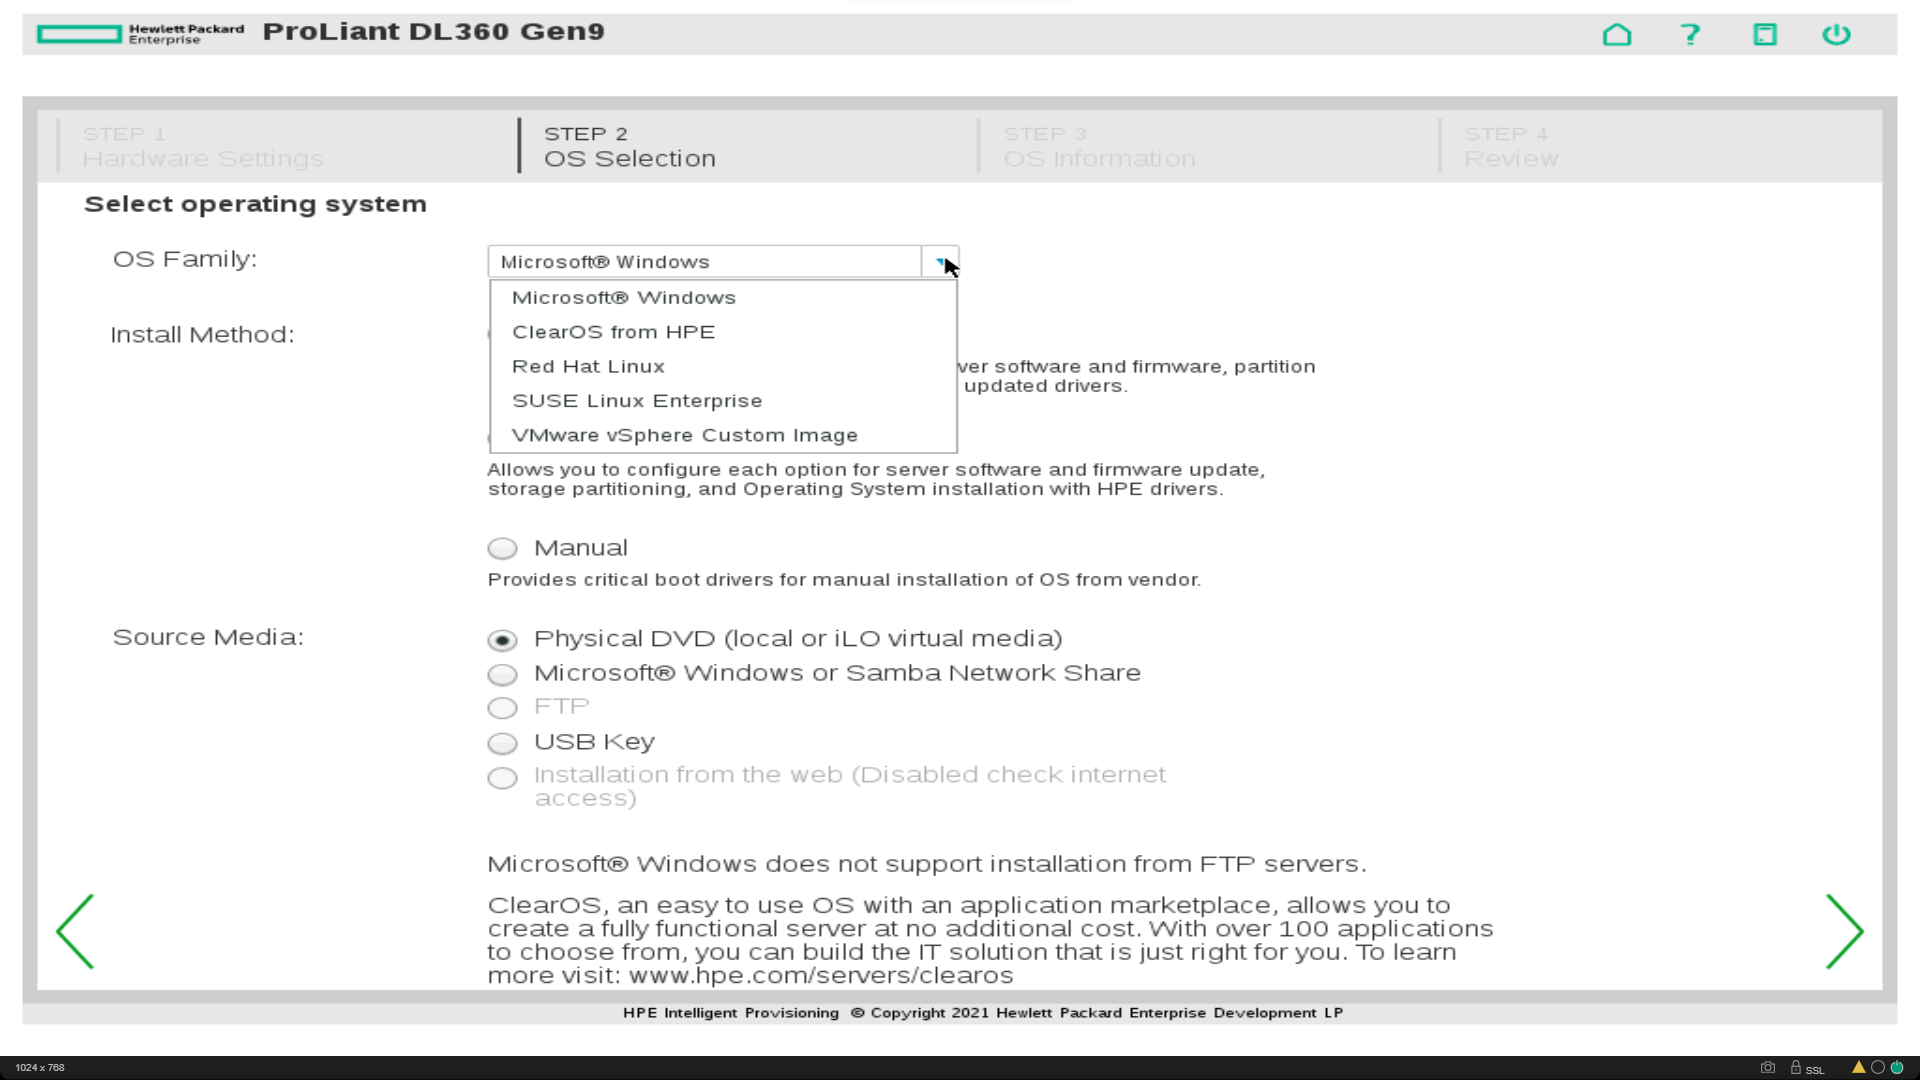 Hewlett Packard
Enterprise
ProLiant DL360 Gen9
STEP 1
Hardware Settings
STEP 2
OS Selection
STEP 3
OS Information
STEP 4
Review
Select operating system
OS Family:
Microsoft® Windows
Microsoft® Windows
ClearOS from HPE
Red Hat Linux
SUSE Linux Enterprise
VMware vSphere Custom Image
Install Method:
ver software and firmware, partition
updated drivers.
Allows you to configure each option for server software and firmware update,
storage partitioning, and Operating System installation with HPE drivers.
Manual
Provides critical boot drivers for manual installation of OS from vendor.
Source Media:
Physical DVD (local or iLO virtual media)
Microsoft® Windows or Samba Network Share
FTP
USB Key
Installation from the web (Disabled check internet
access)
Microsoft® Windows does not support installation from FTP servers.
ClearOS, an easy to use OS with an application marketplace, allows you to
create a fully functional server at no additional cost. With over 100 applications
to choose from, you can build the IT solution that is just right for you. To learn
more visit: www.hpe.com/servers/clearos
HPE Intelligent Provisioning © Copyright 2021 Hewlett Packard Enterprise Development LP
1024 x 768
SSL